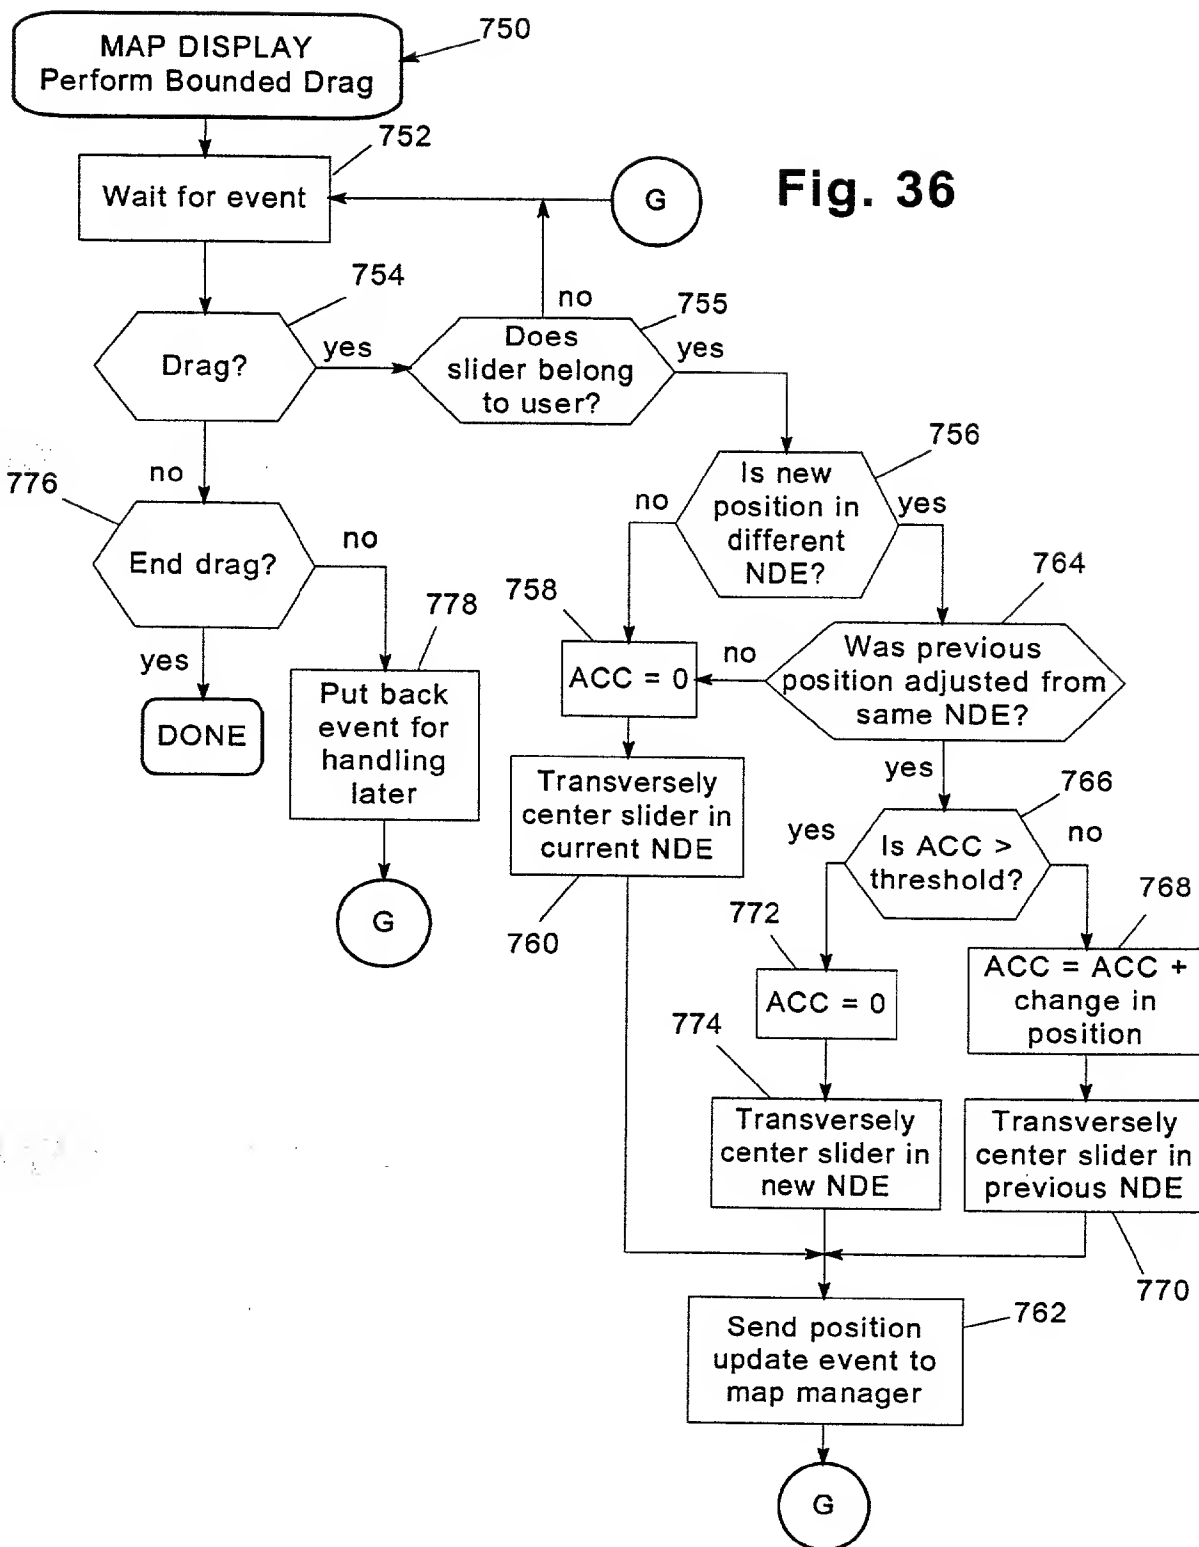 MAP DISPLAY
Perform Bounded Drag
750
752
Wait for event
G
Fig. 36
754
no
755
Drag?
yes
Does
slider belong
to user?
yes
no
776
756
Is new
position in
different
NDE?
no
yes
End drag?
no
758
764
778
yes
ACC = 0
no
Was previous
position adjusted from
same NDE?
DONE
Put back
event for
handling
later
Transversely
center slider in
current NDE
yes
766
yes
Is ACC >
threshold?
no
G
760
772
768
ACC = 0
ACC = ACC +
change in
position
774
Transversely
center slider in
new NDE
Transversely
center slider in
previous NDE
770
762
Send position
update event to
map manager
G